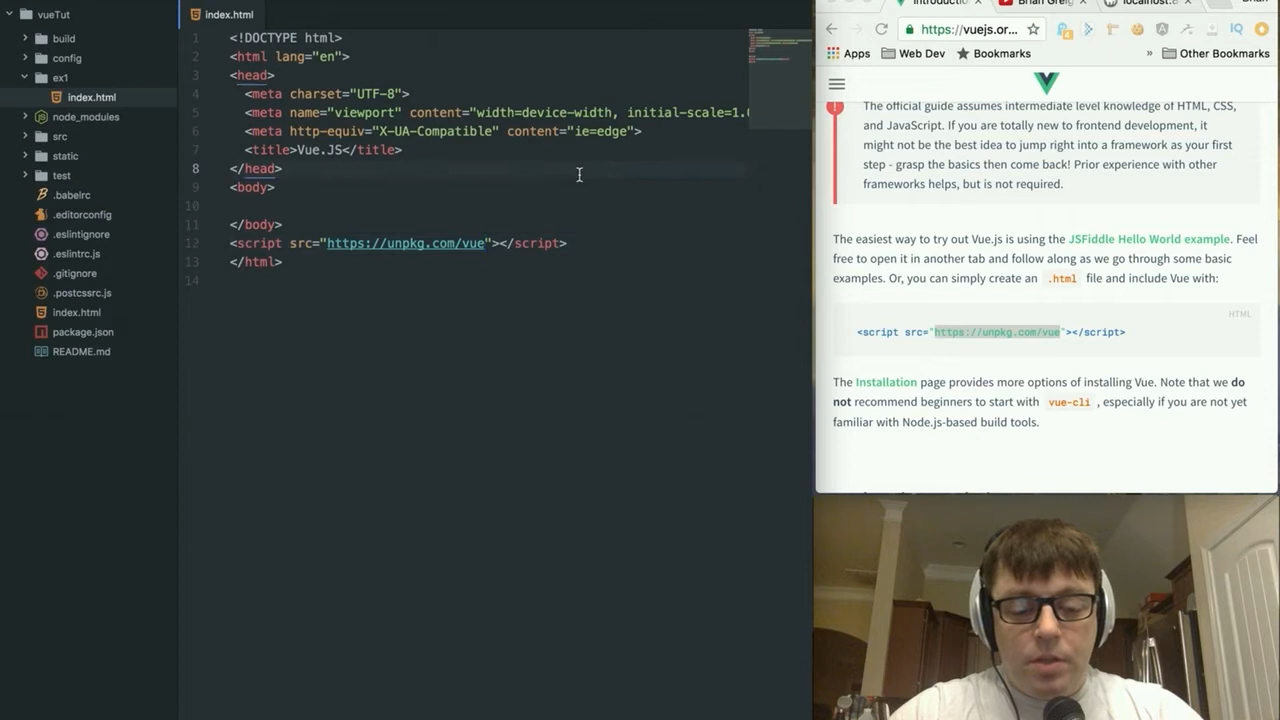 vueTut
build
config
ex1
index.html
node_modules
src
static
test
.babelrc
.editorconfig
.eslintignore
.eslintrc.js
.gitignore
.postcssrc.js
index.html
package.json
README.md
index.html
1 <!DOCTYPE html>
2 <html lang="en">
3 <head>
4 <meta charset="UTF-8">
5 <meta name="viewport" content="width=device-width, initial-scale=1.0
6 <meta http-equiv="X-UA-Compatible" content="ie=edge">
7 <title>Vue.JS</title>
8 </head>
9 <body>
10
11 </body>
12 <script src="https://unpkg.com/vue"></script>
13 </html>
14
https://vuejs.or...
Apps Web Dev Bookmarks » Other Bookmarks
The official guide assumes intermediate level knowledge of HTML, CSS,
and JavaScript. If you are totally new to frontend development, it
might not be the best idea to jump right into a framework as your first
step - grasp the basics then come back! Prior experience with other
frameworks helps, but is not required.
The easiest way to try out Vue.js is using the JSFiddle Hello World example. Feel
free to open it in another tab and follow along as we go through some basic
examples. Or, you can simply create an .html file and include Vue with:
HTML
<script src="https://unpkg.com/vue"></script>
The Installation page provides more options of installing Vue. Note that we do
not recommend beginners to start with vue-cli , especially if you are not yet
familiar with Node.js-based build tools.